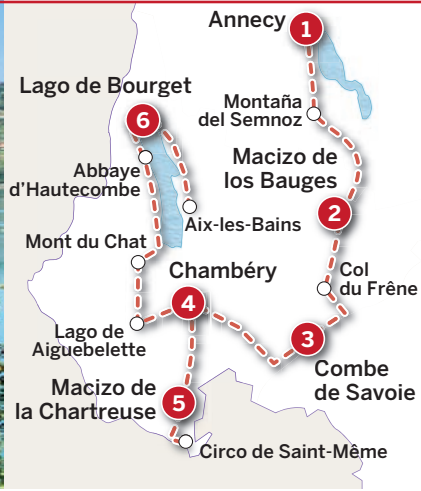 Annecy
1
Lago de Bourget
6
Montaña
del Semnoz
Abbaye
d'Hautecombe
Macizo de
los Bauges
2
Aix-les-Bains
Mont du Chat
Chambéry
Col
du Frêne
4
Lago de
Aiguebelette
3
Combe
de Savoie
Macizo de
la Chartreuse
5
Circo de Saint-Même